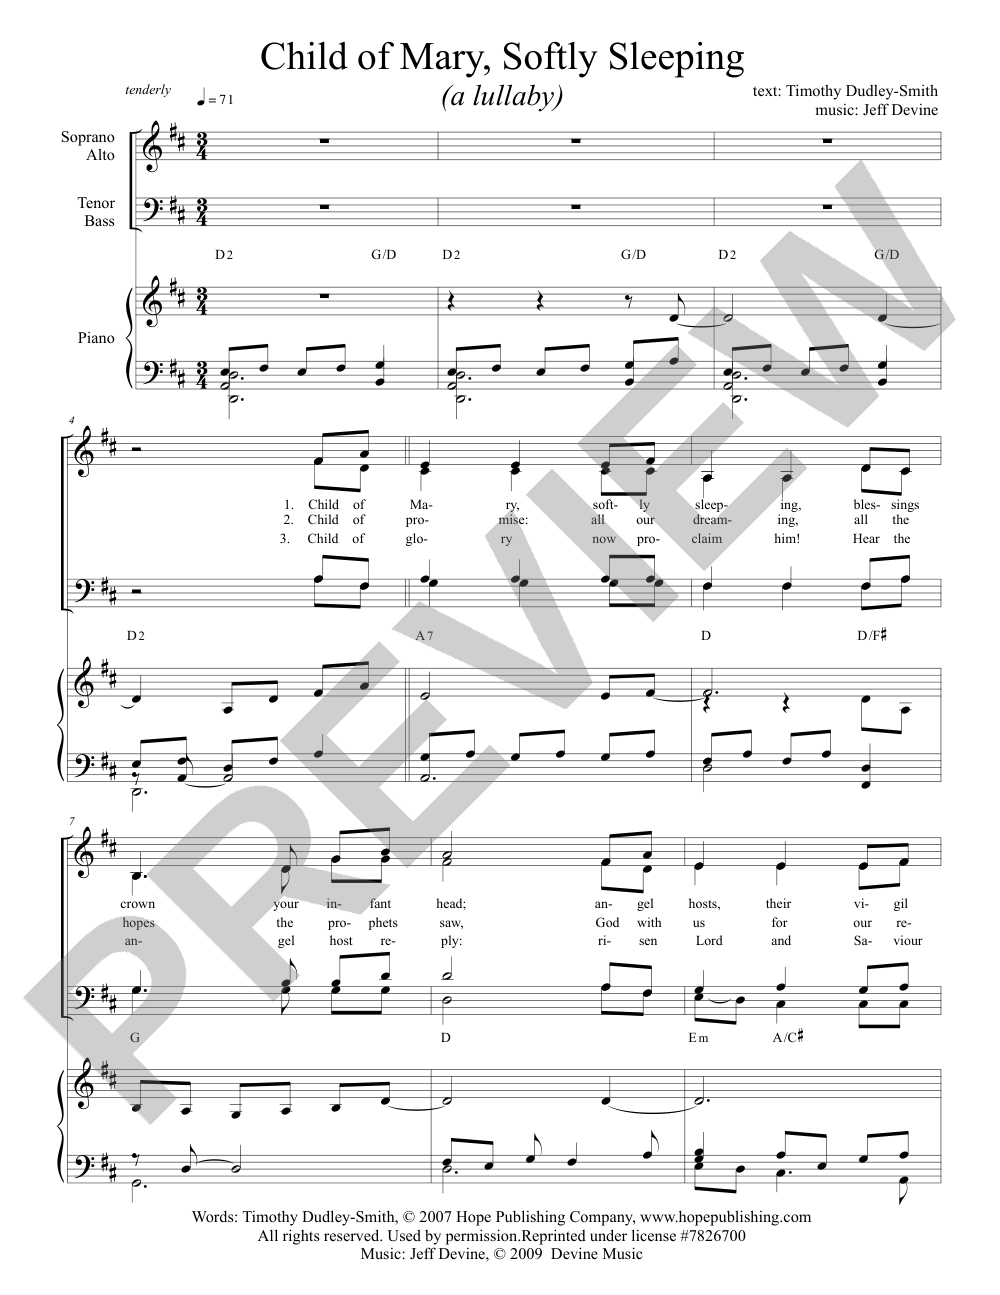 Child of Mary, Softly Sleeping
(a lullaby)
tenderly
= 71
text: Timothy Dudley-Smith
music: Jeff Devine
Soprano
Alto
Tenor
Bass
D2 G/D D2 G/D D2 G/D
Piano
4
1. Child of Ma- ry, soft- ly sleep- ing, bles- sings
2. Child of pro- mise: all our dream- ing, all the
3. Child of glo- ry now pro- claim him! Hear the
D2 A7 D D/F♯
7
crown your in- fant head; an- gel hosts, their vi- gil
hopes the pro- phets saw, God with us for our re-
an- gel host re- ply: ri- sen Lord and Sa- viour
G D Em A/C♯
PREVIEW
Words: Timothy Dudley-Smith, © 2007 Hope Publishing Company, www.hopepublishing.com
All rights reserved. Used by permission.Reprinted under license #7826700
Music: Jeff Devine, © 2009 Devine Music